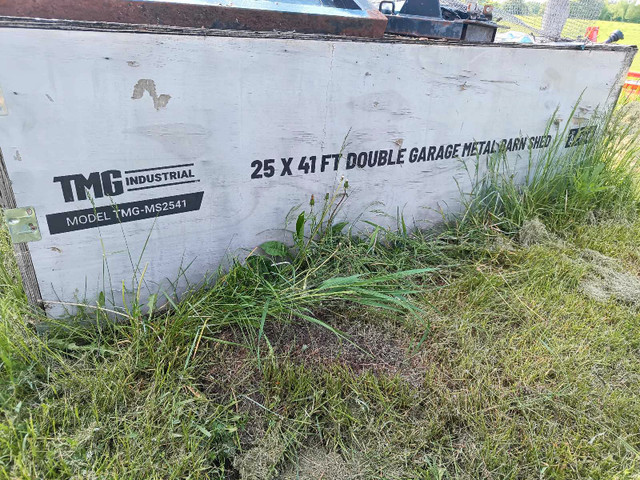 TMG INDUSTRIAL
MODEL TMG-MS2541
25 X 41 FT DOUBLE GARAGE METAL BARN SHED